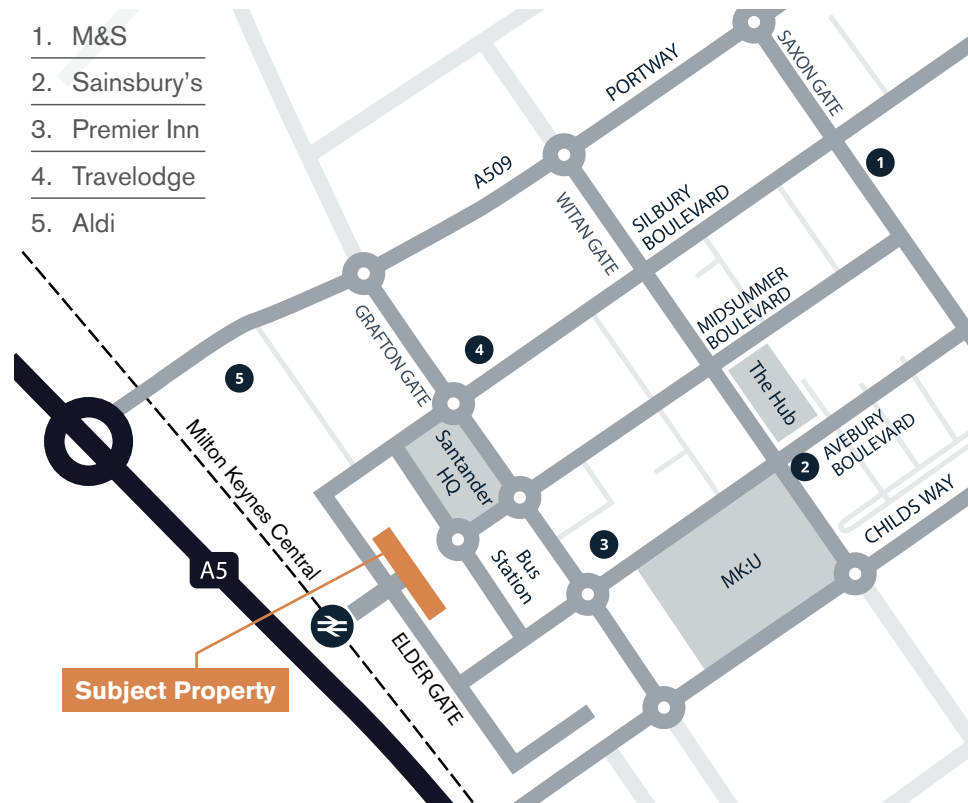 1. M&S
2. Sainsbury's
3. Premier Inn
4. Travelodge
5. Aldi
PORTWAY
SAXON GATE
A509
1
WITAN GATE
SILBURY
BOULEVARD
MIDSUMMER
BOULEVARD
GRAFTON GATE
4
5
The Hub
AVEBURY
BOULEVARD
2
Milton Keynes Central
Santander
HQ
CHILDS WAY
3
Bus
Station
MK:U
A5
ELDER GATE
Subject Property